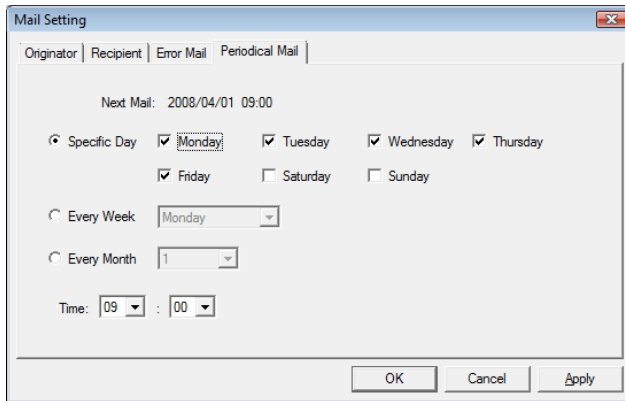 Mail Setting
Originator Recipient Error Mail Periodical Mail
Next Mail: 2008/04/01 09:00
Specific Day Monday Tuesday Wednesday Thursday
Friday Saturday Sunday
Every Week Monday
Every Month 1
Time: 09 : 00
OK Cancel Apply